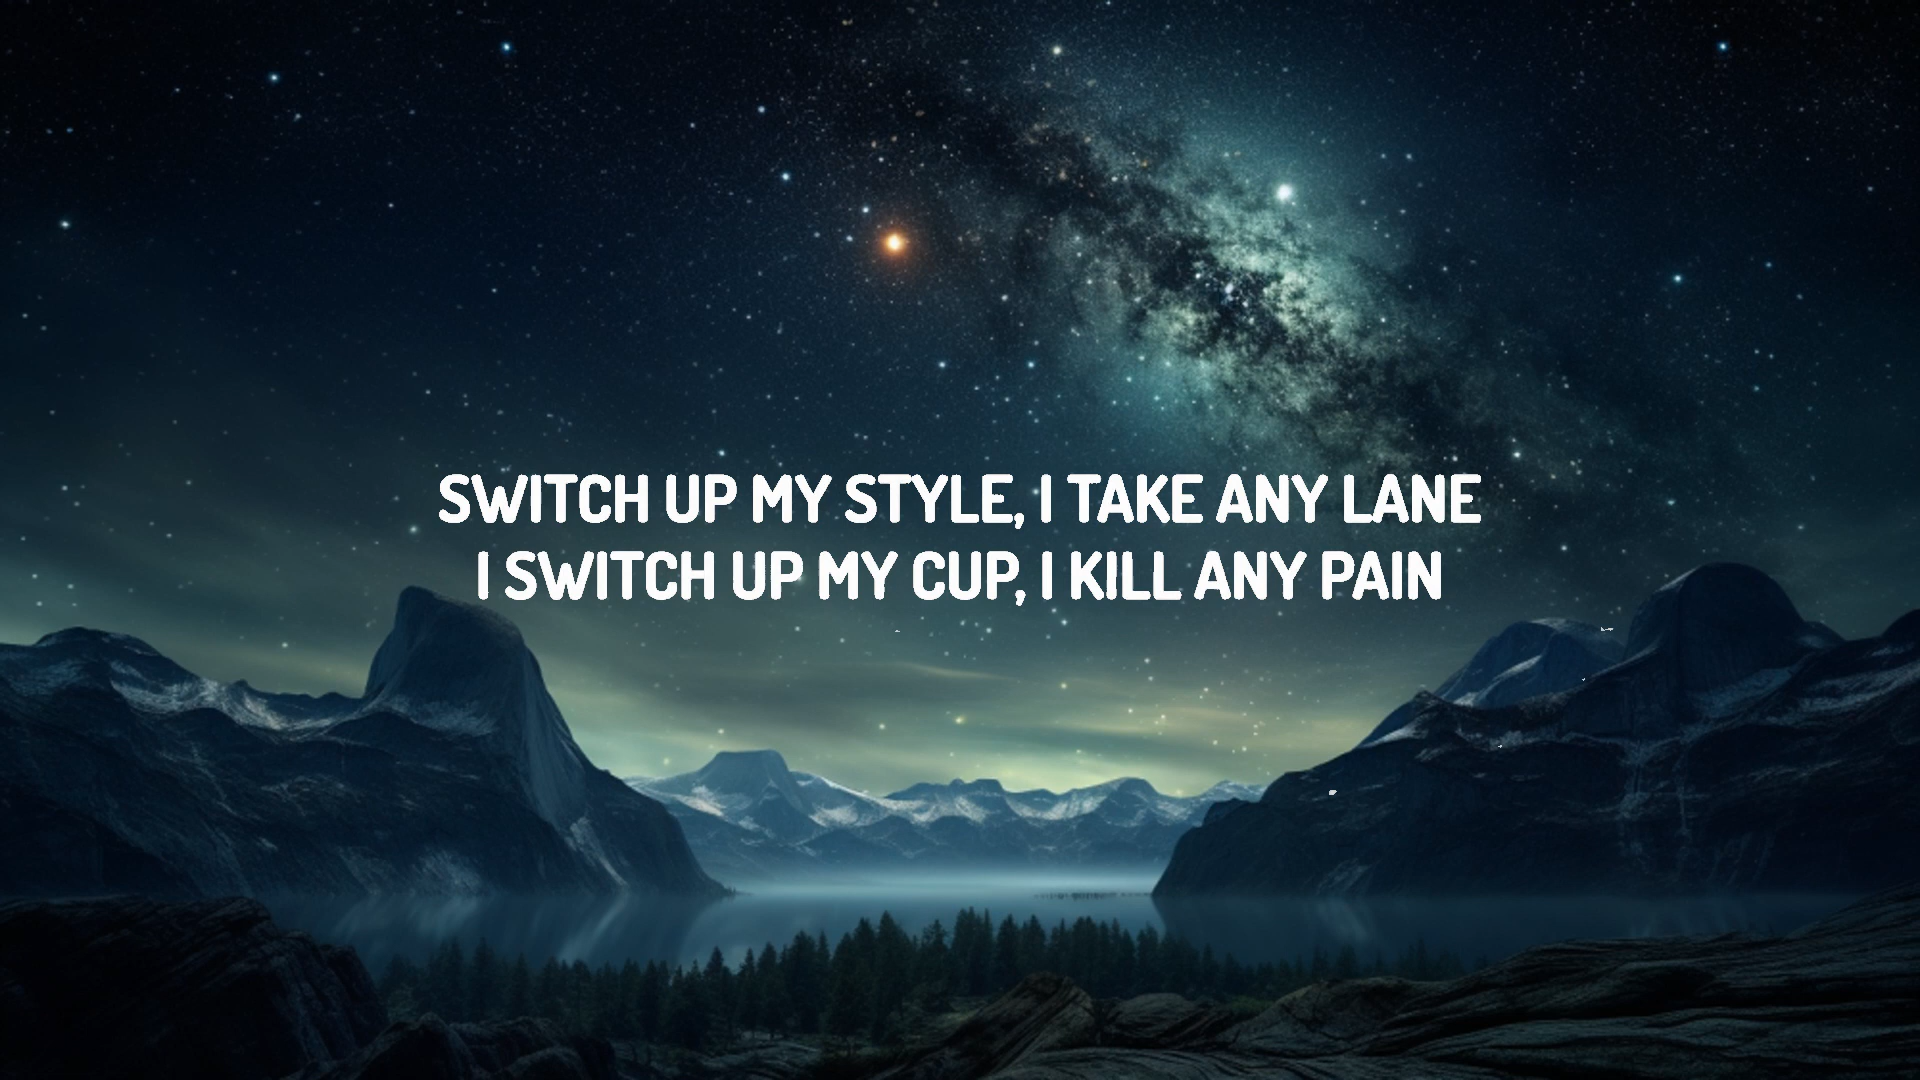 SWITCH UP MY STYLE, I TAKE ANY LANE
I SWITCH UP MY CUP, I KILL ANY PAIN